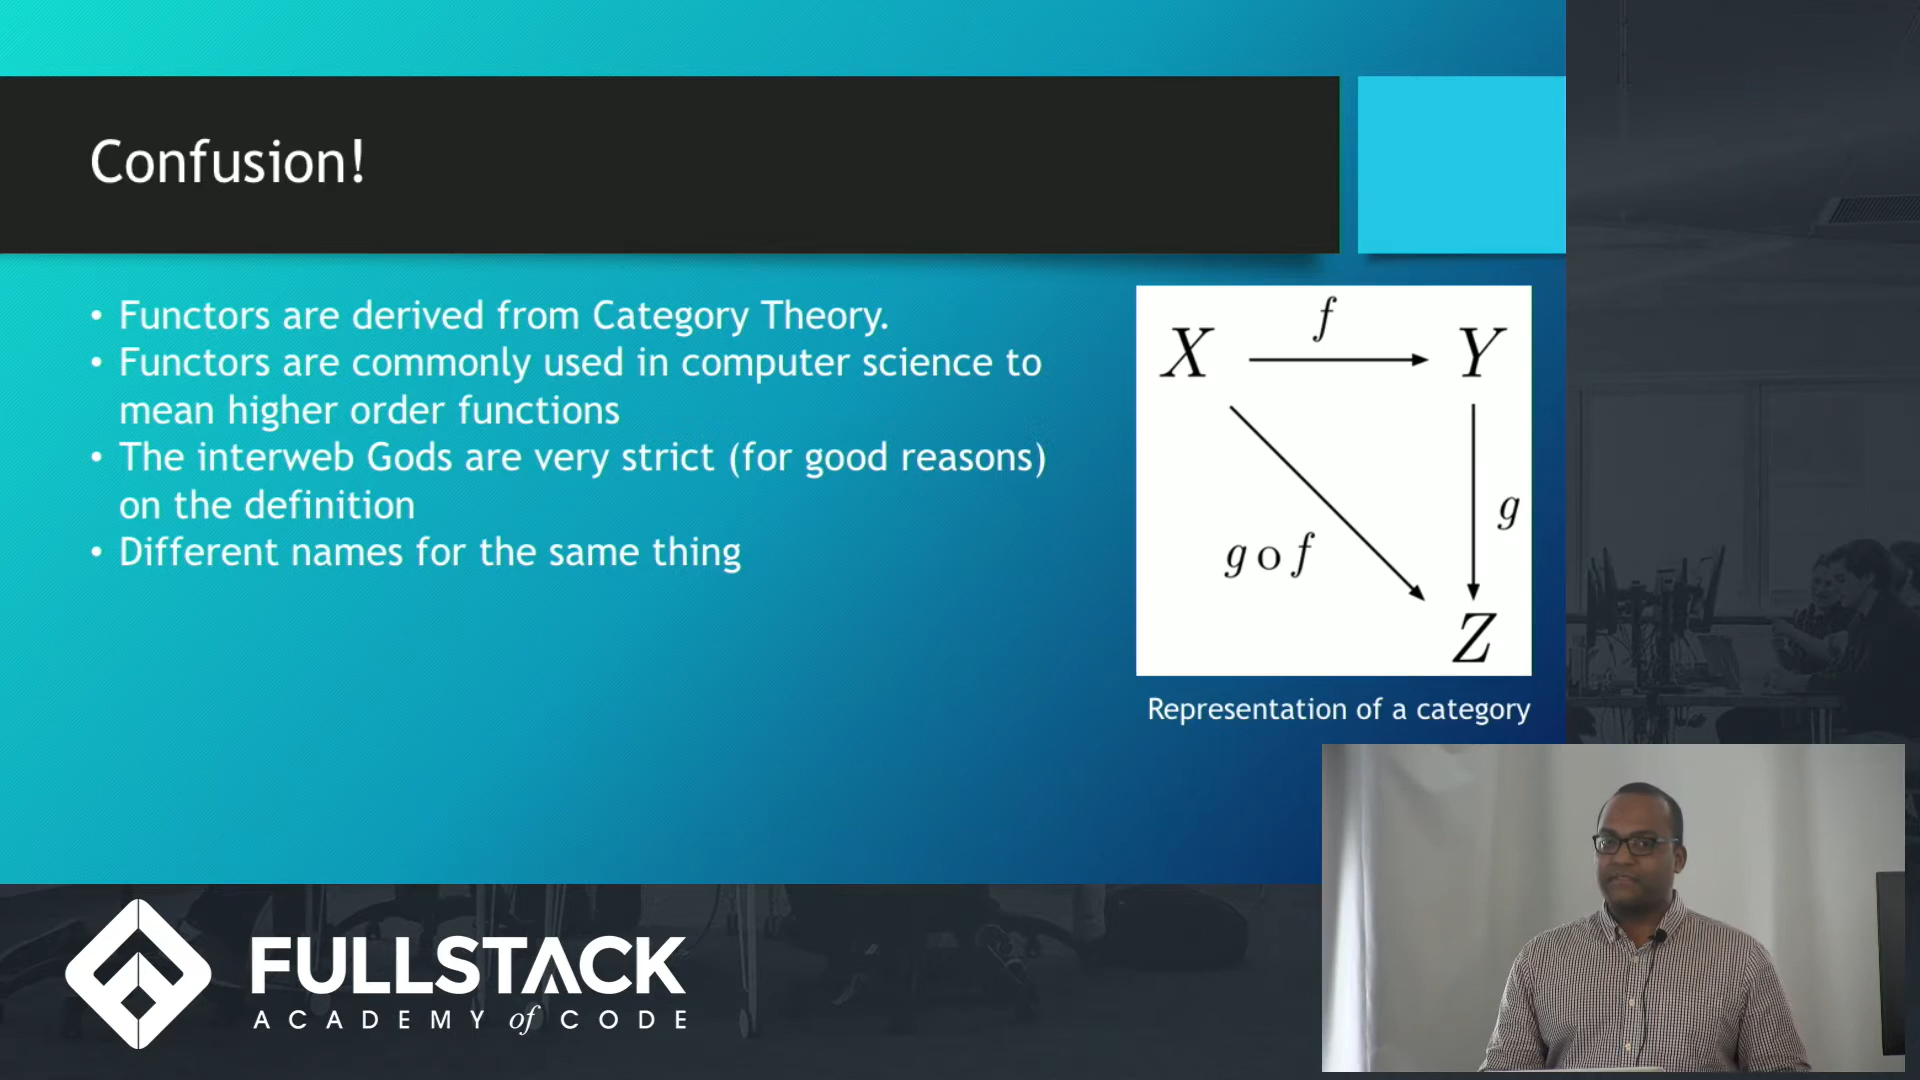 Confusion!
• Functors are derived from Category Theory.
• Functors are commonly used in computer science to
mean higher order functions
• The interweb Gods are very strict (for good reasons)
on the definition
• Different names for the same thing
X f Y
g
g o f
Z
Representation of a category
FULLSTACK
ACADEMY of CODE